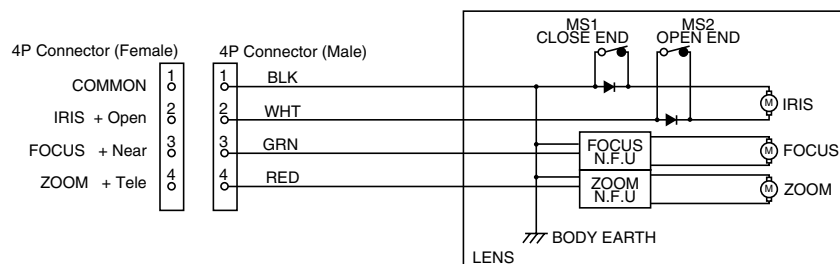 MS1
CLOSE END
MS2
OPEN END
4P Connector (Female)
4P Connector (Male)
COMMON 1
1 BLK
IRIS + Open 2
2 WHT
M IRIS
FOCUS + Near 3
3 GRN
FOCUS
N.F.U
M FOCUS
ZOOM + Tele 4
4 RED
ZOOM
N.F.U
M ZOOM
BODY EARTH
LENS